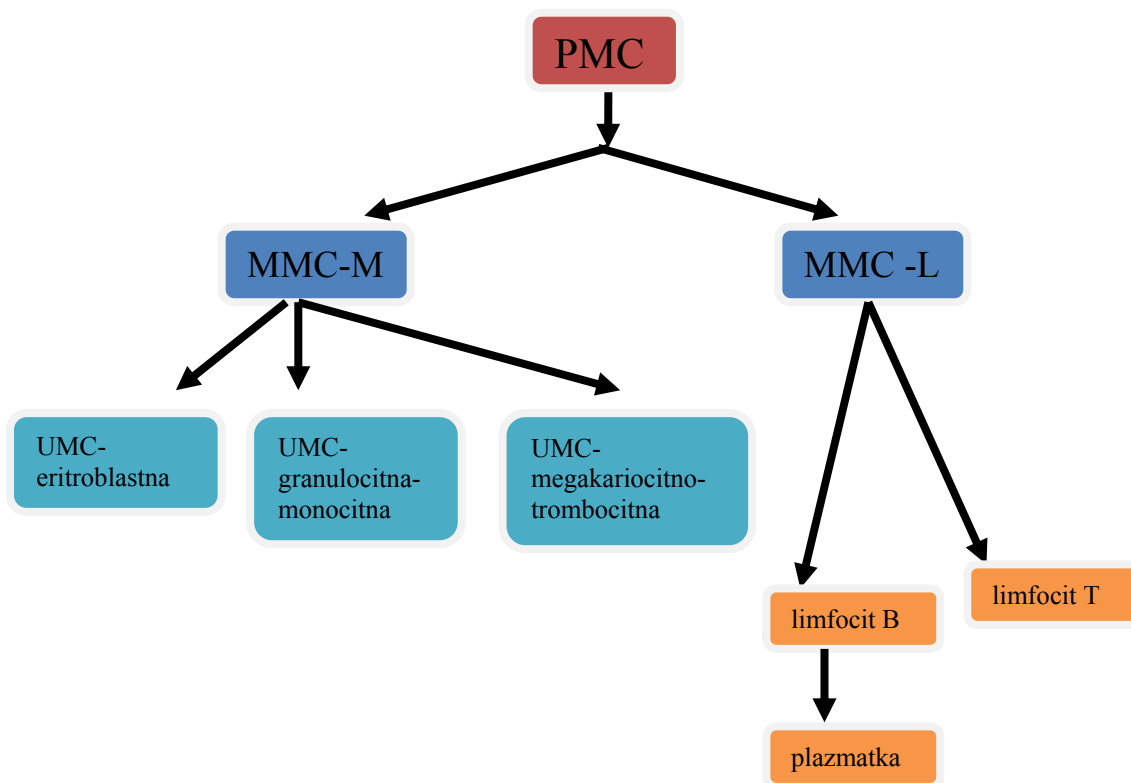 PMC
MMC-M
MMC -L
UMC-
eritroblastna
UMC-
granulocitna-
monocitna
UMC-
megakariocitno-
trombocitna
limfocit B
limfocit T
plazmatka